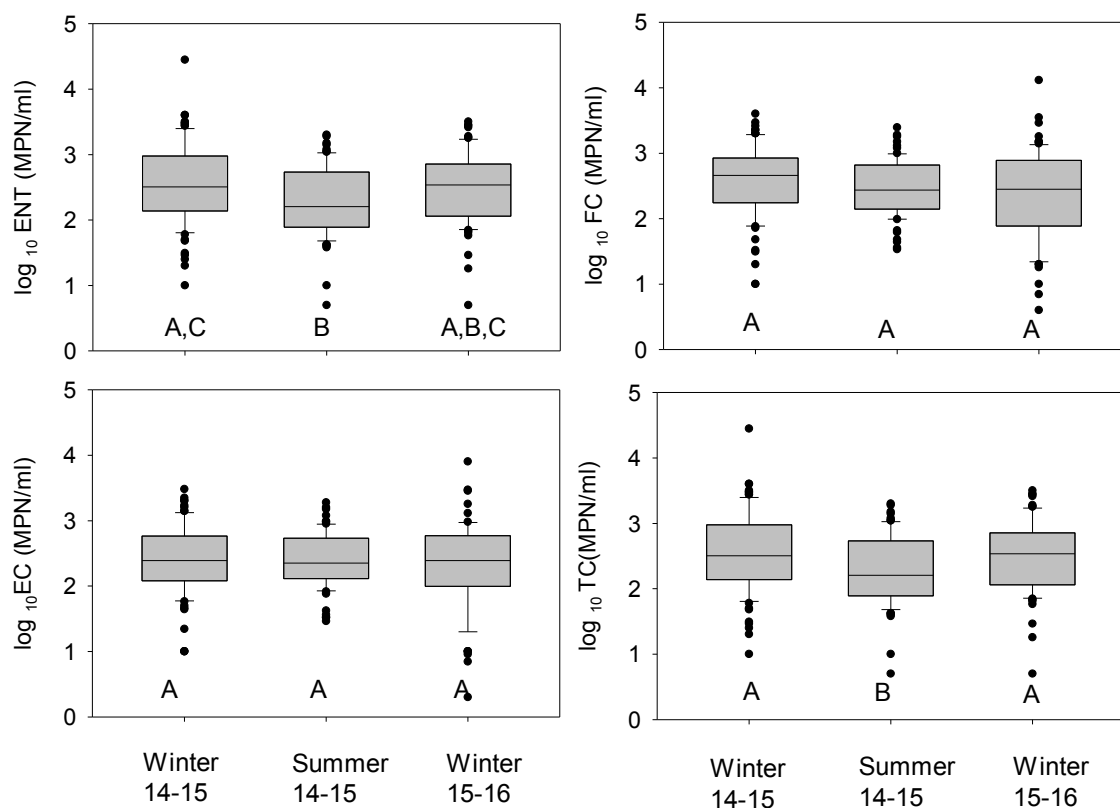 5
4
3
2
1
0
log 10 ENT (MPN/ml)
A,C
B
A,B,C
5
4
3
2
1
0
log 10 FC (MPN/ml)
A
A
A
5
4
3
2
1
0
log 10EC (MPN/ml)
A
A
A
Winter
14-15
Summer
14-15
Winter
15-16
5
4
3
2
1
0
log 10 TC(MPN/ml)
A
B
A
Winter
14-15
Summer
14-15
Winter
15-16